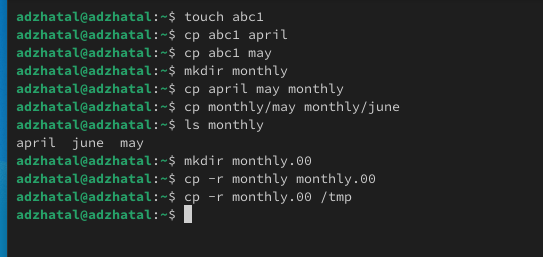 adzhatal@adzhatal:~$ touch abc1
adzhatal@adzhatal:~$ cp abc1 april
adzhatal@adzhatal:~$ cp abc1 may
adzhatal@adzhatal:~$ mkdir monthly
adzhatal@adzhatal:~$ cp april may monthly
adzhatal@adzhatal:~$ cp monthly/may monthly/june
adzhatal@adzhatal:~$ ls monthly
april  june  may
adzhatal@adzhatal:~$ mkdir monthly.00
adzhatal@adzhatal:~$ cp -r monthly monthly.00
adzhatal@adzhatal:~$ cp -r monthly.00 /tmp
adzhatal@adzhatal:~$